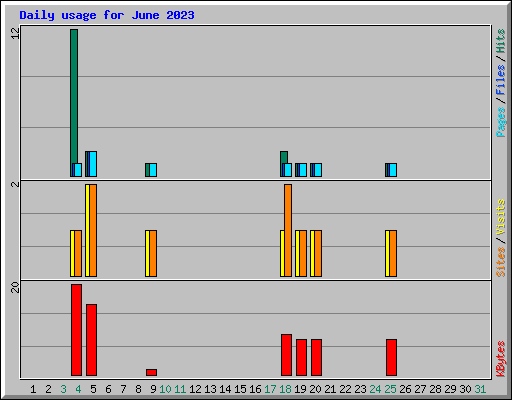 Daily usage for June 2023
12
Pages / Files / Hits
2
Sites / Visits
20
KBytes
1 2 3 4 5 6 7 8 9 10 11 12 13 14 15 16 17 18 19 20 21 22 23 24 25 26 27 28 29 30 31